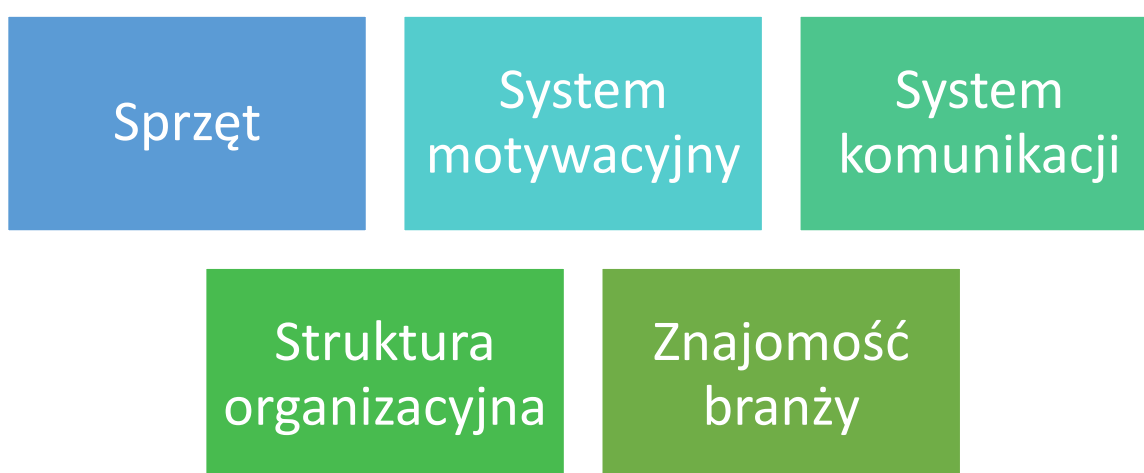 Sprzęt
System
motywacyjny
System
komunikacji
Struktura
organizacyjna
Znajomość
branży